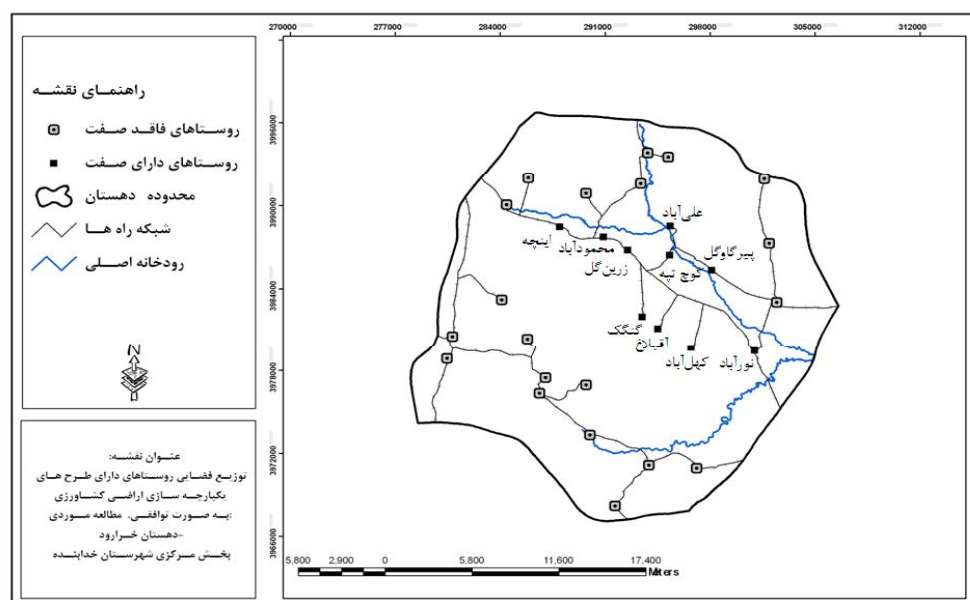 270000 277000 284000 291000 298000 305000 312000
راهنمای نقشه
روستاهای فاقد صفت
روستاهای دارای صفت
محدوده دهستان
شبکه راه ها
رودخانه اصلی
N
عنوان نقشه:
توزیع فضایی روستاهای دارای طرح های
یکپارچه سازی اراضی کشاورزی
به صورت توافقی. مطالعه موردی:
دهستان خرارود-
بخش مرکزی شهرستان خدابنده
3996000
3990000
3984000
3978000
3972000
3966000
علی‌آباد
اینچه
محمودآباد
زرین‌گل
کوچ تپه
پیرگاوگل
گنگک
آقبلاغ
کهل‌آباد
نورآباد
5,800 2,900 0 5,800 11,600 17,400
Meters